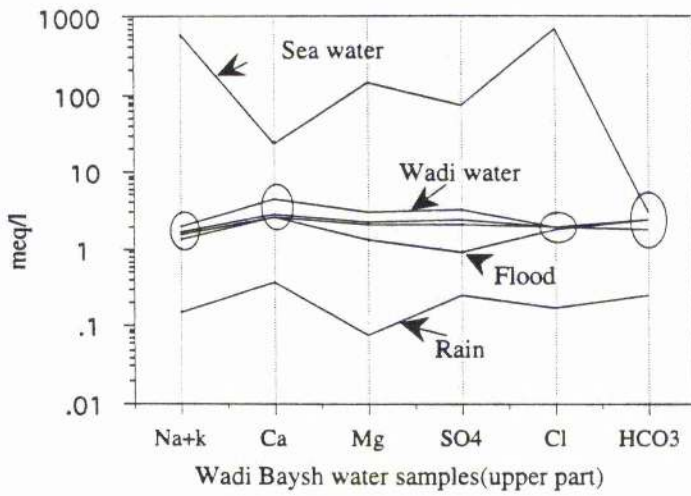 1000
Sea water
100
10
Wadi water
meq/l
1
Flood
.1
Rain
.01
Na+k Ca Mg SO4 Cl HCO3
Wadi Baysh water samples(upper part)